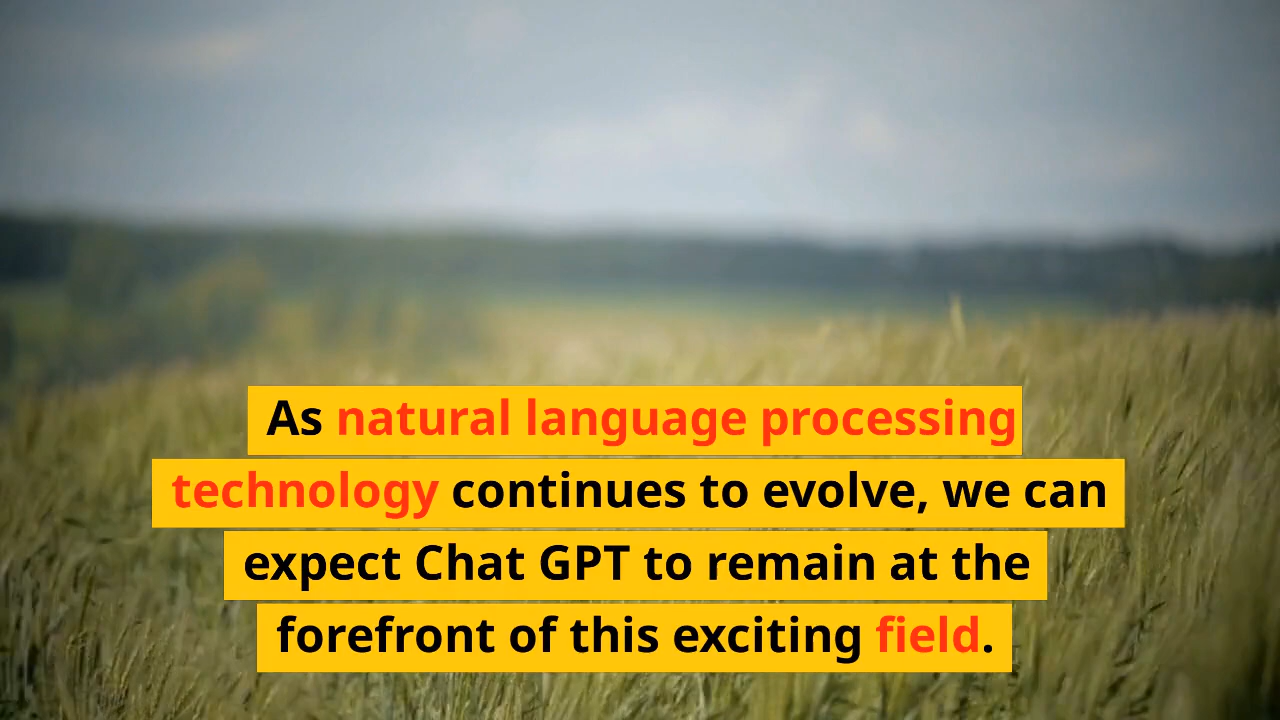 As natural language processing
technology continues to evolve, we can
expect Chat GPT to remain at the
forefront of this exciting field.